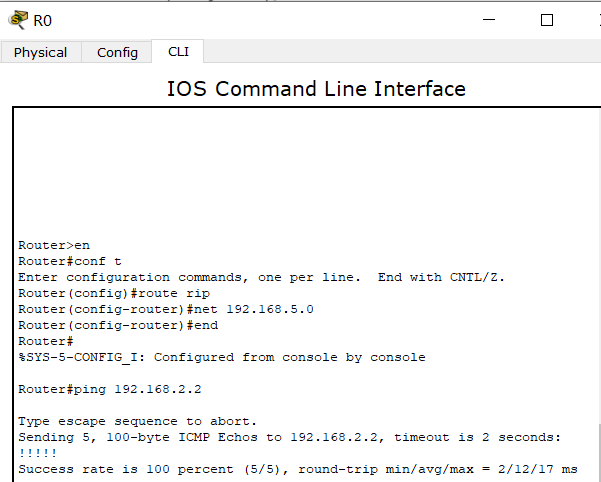 R0
Physical Config CLI
IOS Command Line Interface
Router>en
Router#conf t
Enter configuration commands, one per line.  End with CNTL/Z.
Router(config)#route rip
Router(config-router)#net 192.168.5.0
Router(config-router)#end
Router#
%SYS-5-CONFIG_I: Configured from console by console
Router#ping 192.168.2.2
Type escape sequence to abort.
Sending 5, 100-byte ICMP Echos to 192.168.2.2, timeout is 2 seconds:
!!!!!
Success rate is 100 percent (5/5), round-trip min/avg/max = 2/12/17 ms